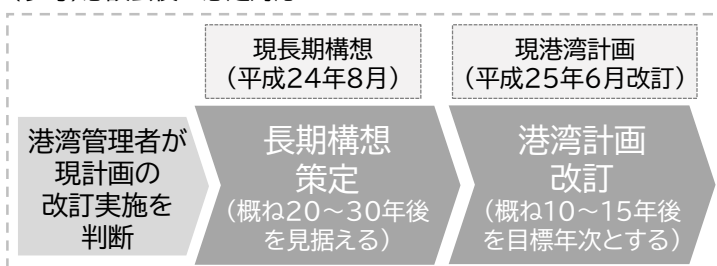 現長期構想
（平成24年8月）
現港湾計画
（平成25年6月改訂）
港湾管理者が
現計画の
改訂実施を
判断
長期構想
策定
（概ね20～30年後
を見据える）
港湾計画
改訂
（概ね10～15年後
を目標年次とする）